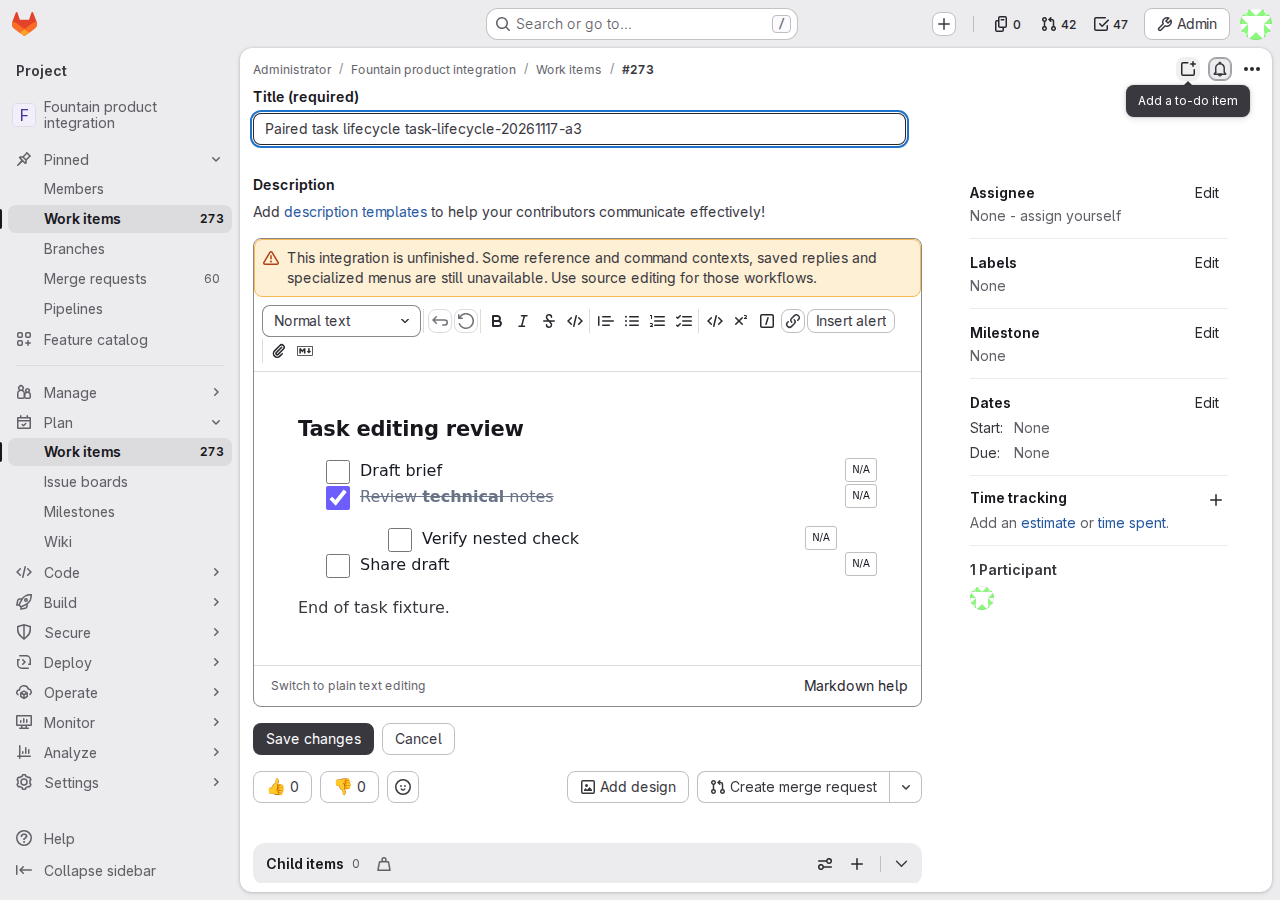 Search or go to...
/
0
42
47
Admin
Project
F
Fountain product integration
Pinned
Members
Work items 273
Branches
Merge requests 60
Pipelines
Feature catalog
Manage
Plan
Work items 273
Issue boards
Milestones
Wiki
Code
Build
Secure
Deploy
Operate
Monitor
Analyze
Settings
Help
Collapse sidebar
Administrator / Fountain product integration / Work items / #273
Add a to-do item
Title (required)
Paired task lifecycle task-lifecycle-20261117-a3
Description
Add description templates to help your contributors communicate effectively!
This integration is unfinished. Some reference and command contexts, saved replies and
specialized menus are still unavailable. Use source editing for those workflows.
Normal text
Insert alert
Task editing review
Draft brief N/A
Review technical notes N/A
Verify nested check N/A
Share draft N/A
End of task fixture.
Switch to plain text editing
Markdown help
Save changes
Cancel
👍 0
👎 0
Add design
Create merge request
Child items 0
Assignee Edit
None - assign yourself
Labels Edit
None
Milestone Edit
None
Dates Edit
Start: None
Due: None
Time tracking
Add an estimate or time spent.
1 Participant